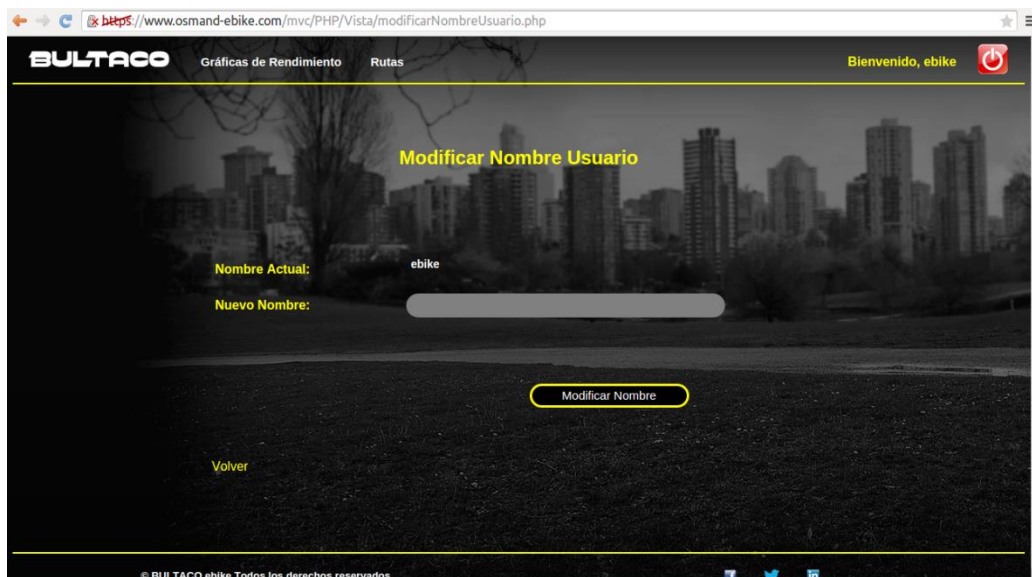 https://www.osmand-ebike.com/mvc/PHP/Vista/modificarNombreUsuario.php
BULTACO
Gráficas de Rendimiento
Rutas
Bienvenido, ebike
Modificar Nombre Usuario
Nombre Actual:
ebike
Nuevo Nombre:
Modificar Nombre
Volver
© BULTACO ebike Todos los derechos reservados